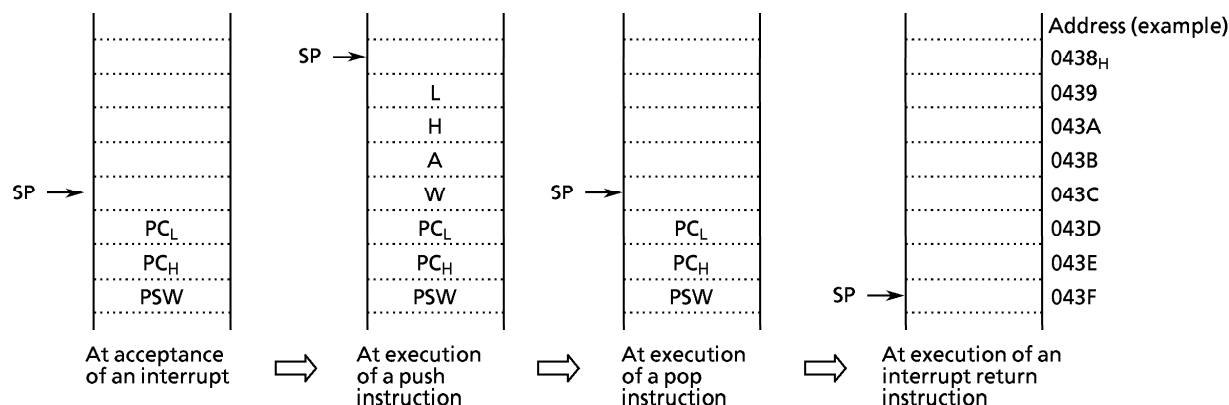 Address (example)
SP
0438H
SP
L
0439
H
043A
A
043B
SP
W
SP
043C
PCL
PCL
PCL
043D
PCH
PCH
PCH
043E
PSW
PSW
PSW
SP
043F
At acceptance
of an interrupt
At execution
of a push
instruction
At execution
of a pop
instruction
At execution of an
interrupt return
instruction